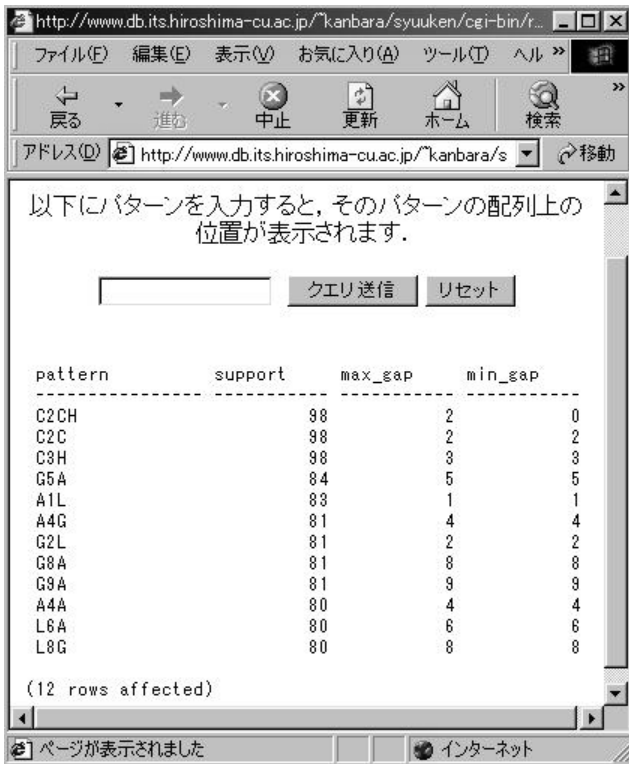 http://www.db.its.hiroshima-cu.ac.jp/~kanbara/syuuken/cgi-bin/r...
ファイル(F) 編集(E) 表示(V) お気に入り(A) ツール(T) ヘル »
戻る 進む 中止 更新 ホーム 検索 »
アドレス(D) http://www.db.its.hiroshima-cu.ac.jp/~kanbara/s 移動
以下にパターンを入力すると，そのパターンの配列上の
位置が表示されます．
クエリ送信 リセット
pattern support max_gap min_gap
----------------- ----------- ----------- -----------
C2CH 98 2 0
C2C 98 2 2
C3H 98 3 3
G5A 84 5 5
A1L 83 1 1
A4G 81 4 4
G2L 81 2 2
G8A 81 8 8
G9A 81 9 9
A4A 80 4 4
L6A 80 6 6
L8G 80 8 8
(12 rows affected)
ページが表示されました インターネット